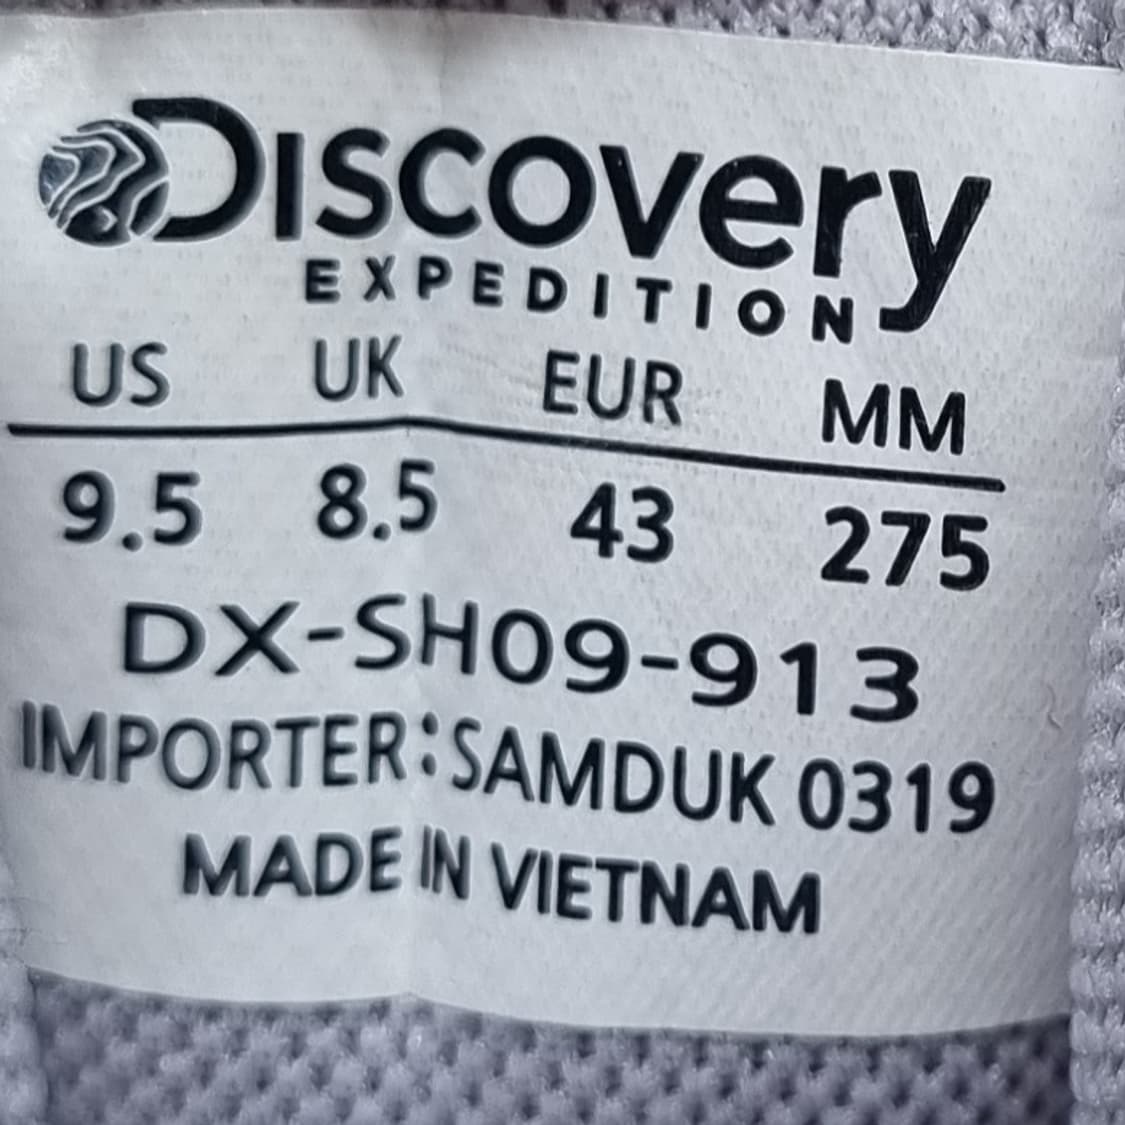 DISCOVERY
EXPEDITION
US UK EUR MM
9.5 8.5 43 275
DX-SH09-913
IMPORTER:SAMDUK 0319
MADE IN VIETNAM